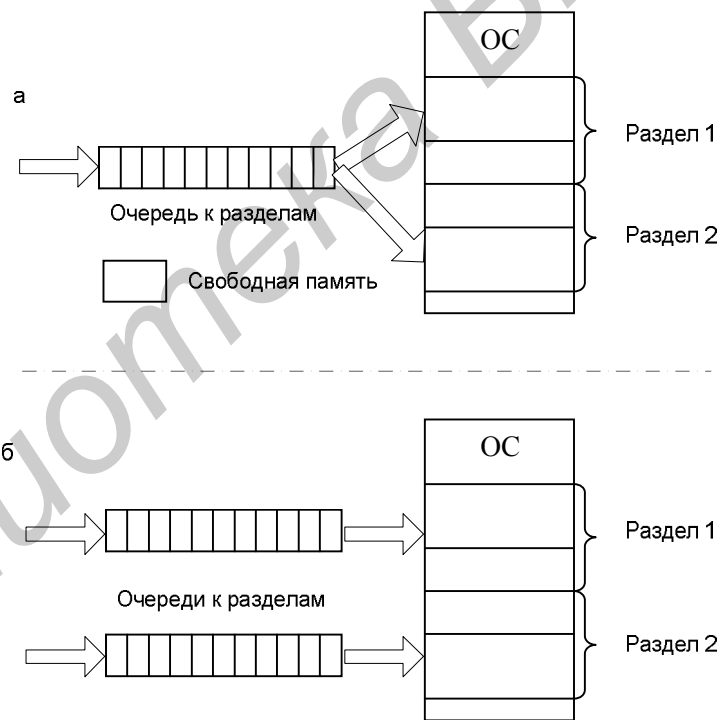 ОС
а
Раздел 1
Очередь к разделам
Раздел 2
Свободная память
б
ОС
Раздел 1
Очереди к разделам
Раздел 2